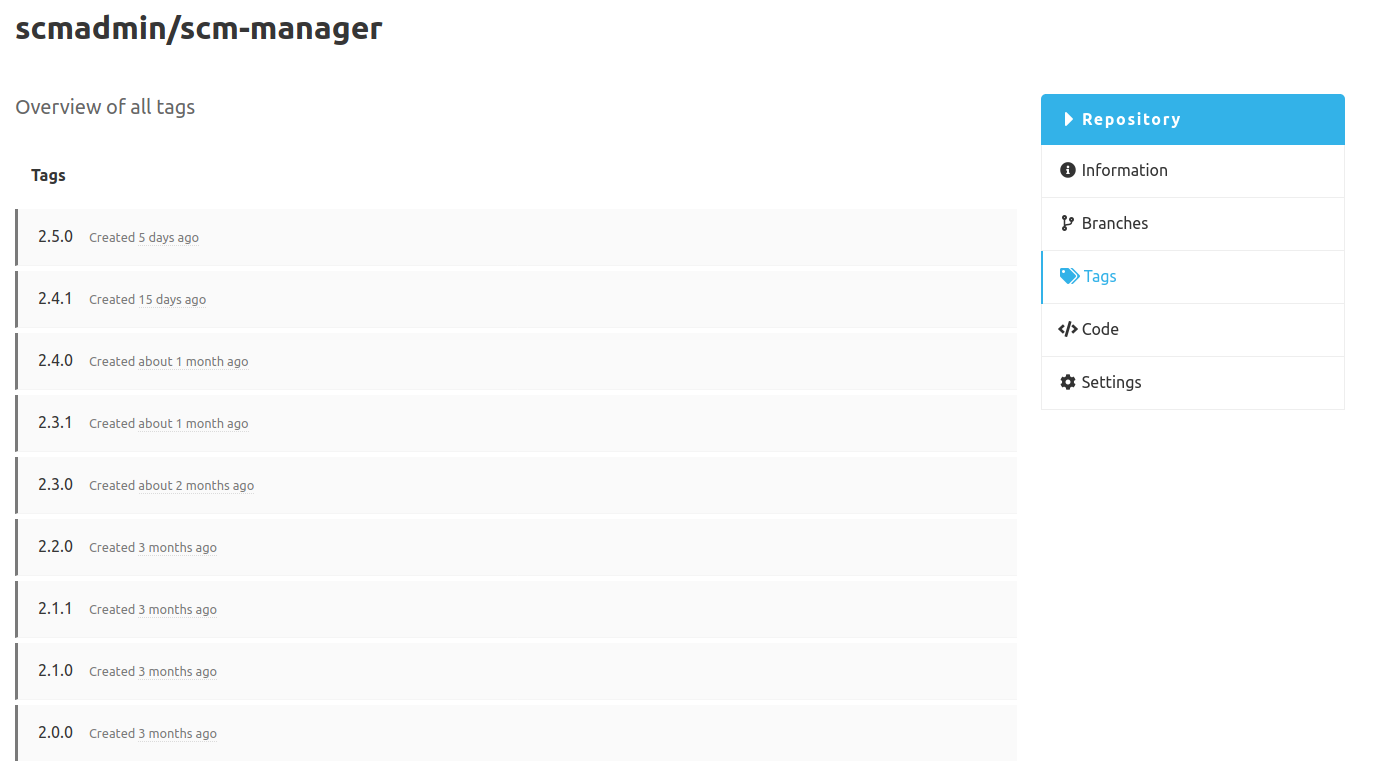 scmadmin/scm-manager
Overview of all tags
Tags
2.5.0 Created 5 days ago
2.4.1 Created 15 days ago
2.4.0 Created about 1 month ago
2.3.1 Created about 1 month ago
2.3.0 Created about 2 months ago
2.2.0 Created 3 months ago
2.1.1 Created 3 months ago
2.1.0 Created 3 months ago
2.0.0 Created 3 months ago
Repository
Information
Branches
Tags
Code
Settings